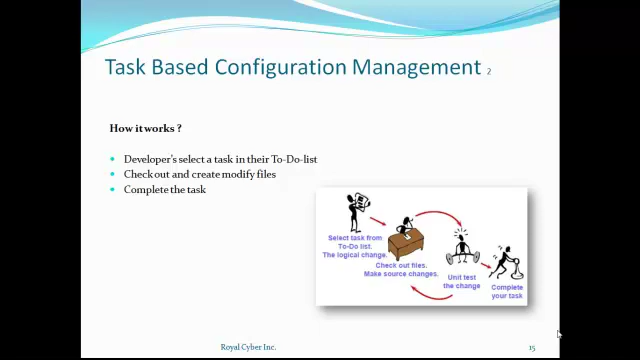 Task Based Configuration Management 2
How it works ?
Developer's select a task in their To-Do-list
Check out and create modify files
Complete the task
Select task from
To-Do list.
The logical change.
Check out files.
Make source changes.
Unit test
the change
Complete
your task
Royal Cyber Inc.
15